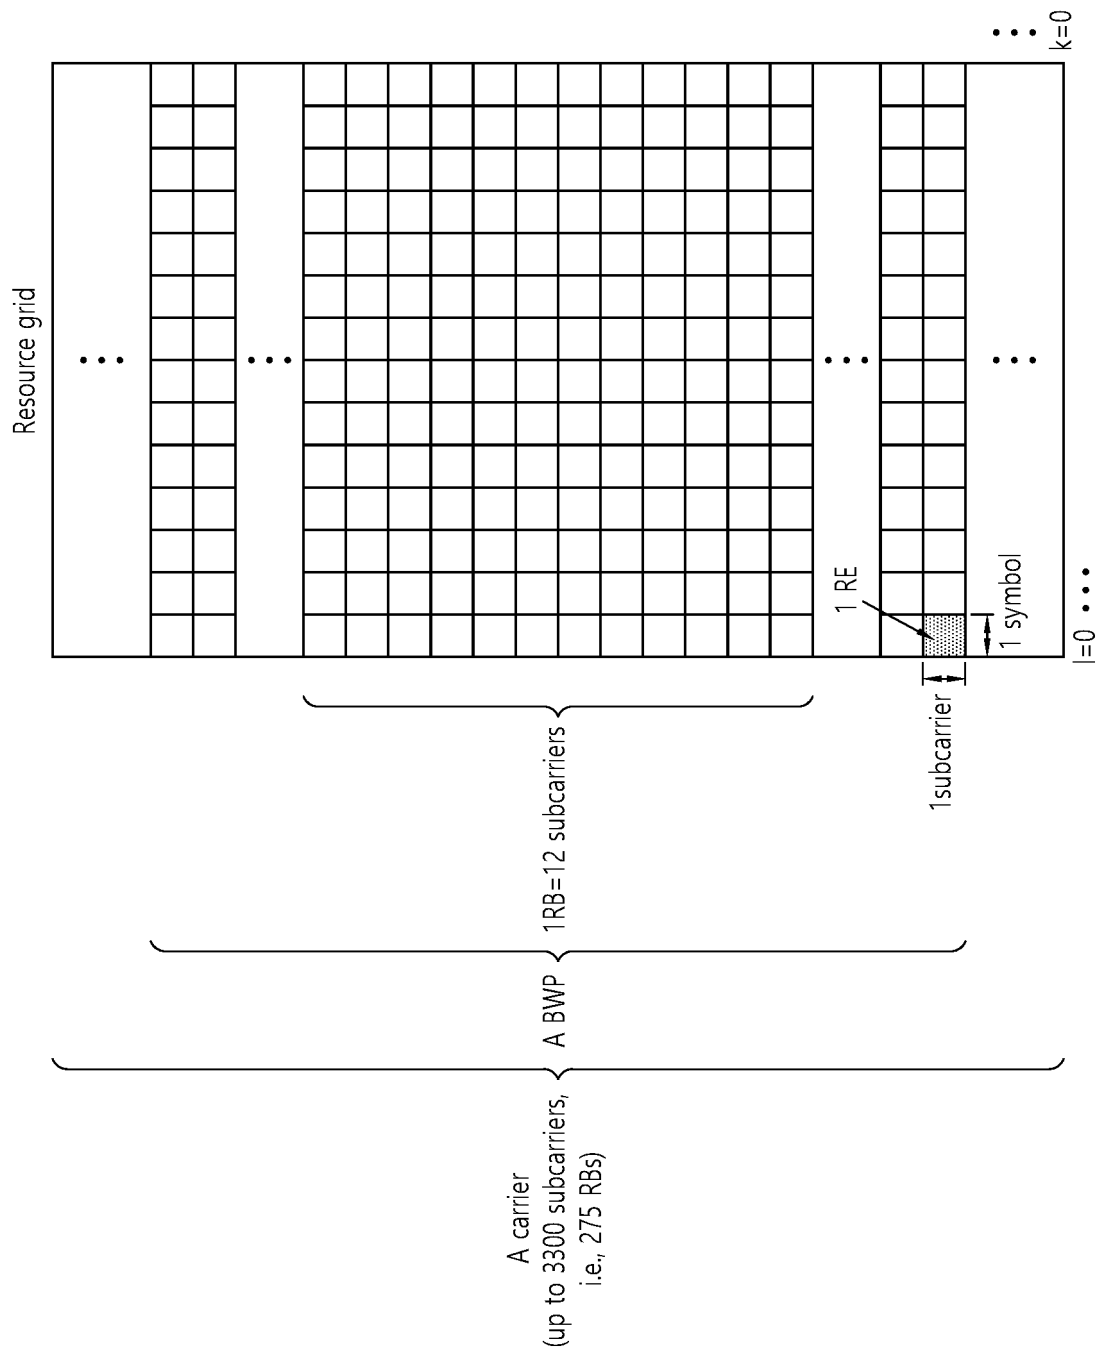 Resource grid
A carrier
(up to 3300 subcarriers,
i.e., 275 RBs)
A BWP
1RB=12 subcarriers
1subcarrier
1 RE
1 symbol
l=0
k=0